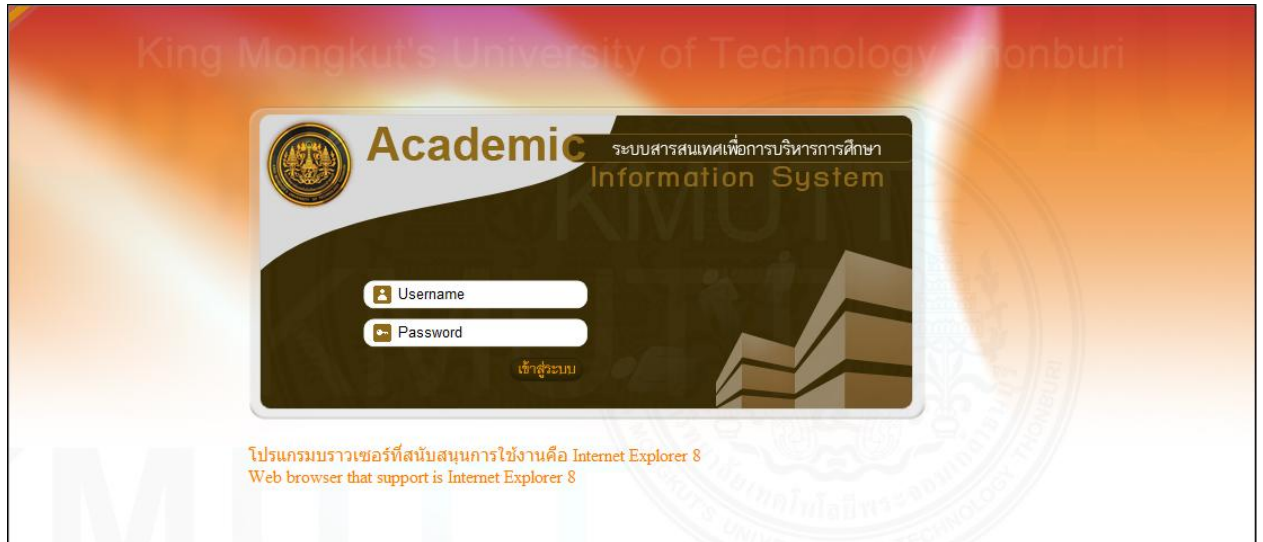 King Mongkut's University of Technology Thonburi
Academic
ระบบสารสนเทศเพื่อการบริหารการศึกษา
Information System
KMUTT
KMUTT
Username
Password
เข้าสู่ระบบ
โปรแกรมบราวเซอร์ที่สนับสนุนการใช้งานคือ Internet Explorer 8
Web browser that support is Internet Explorer 8